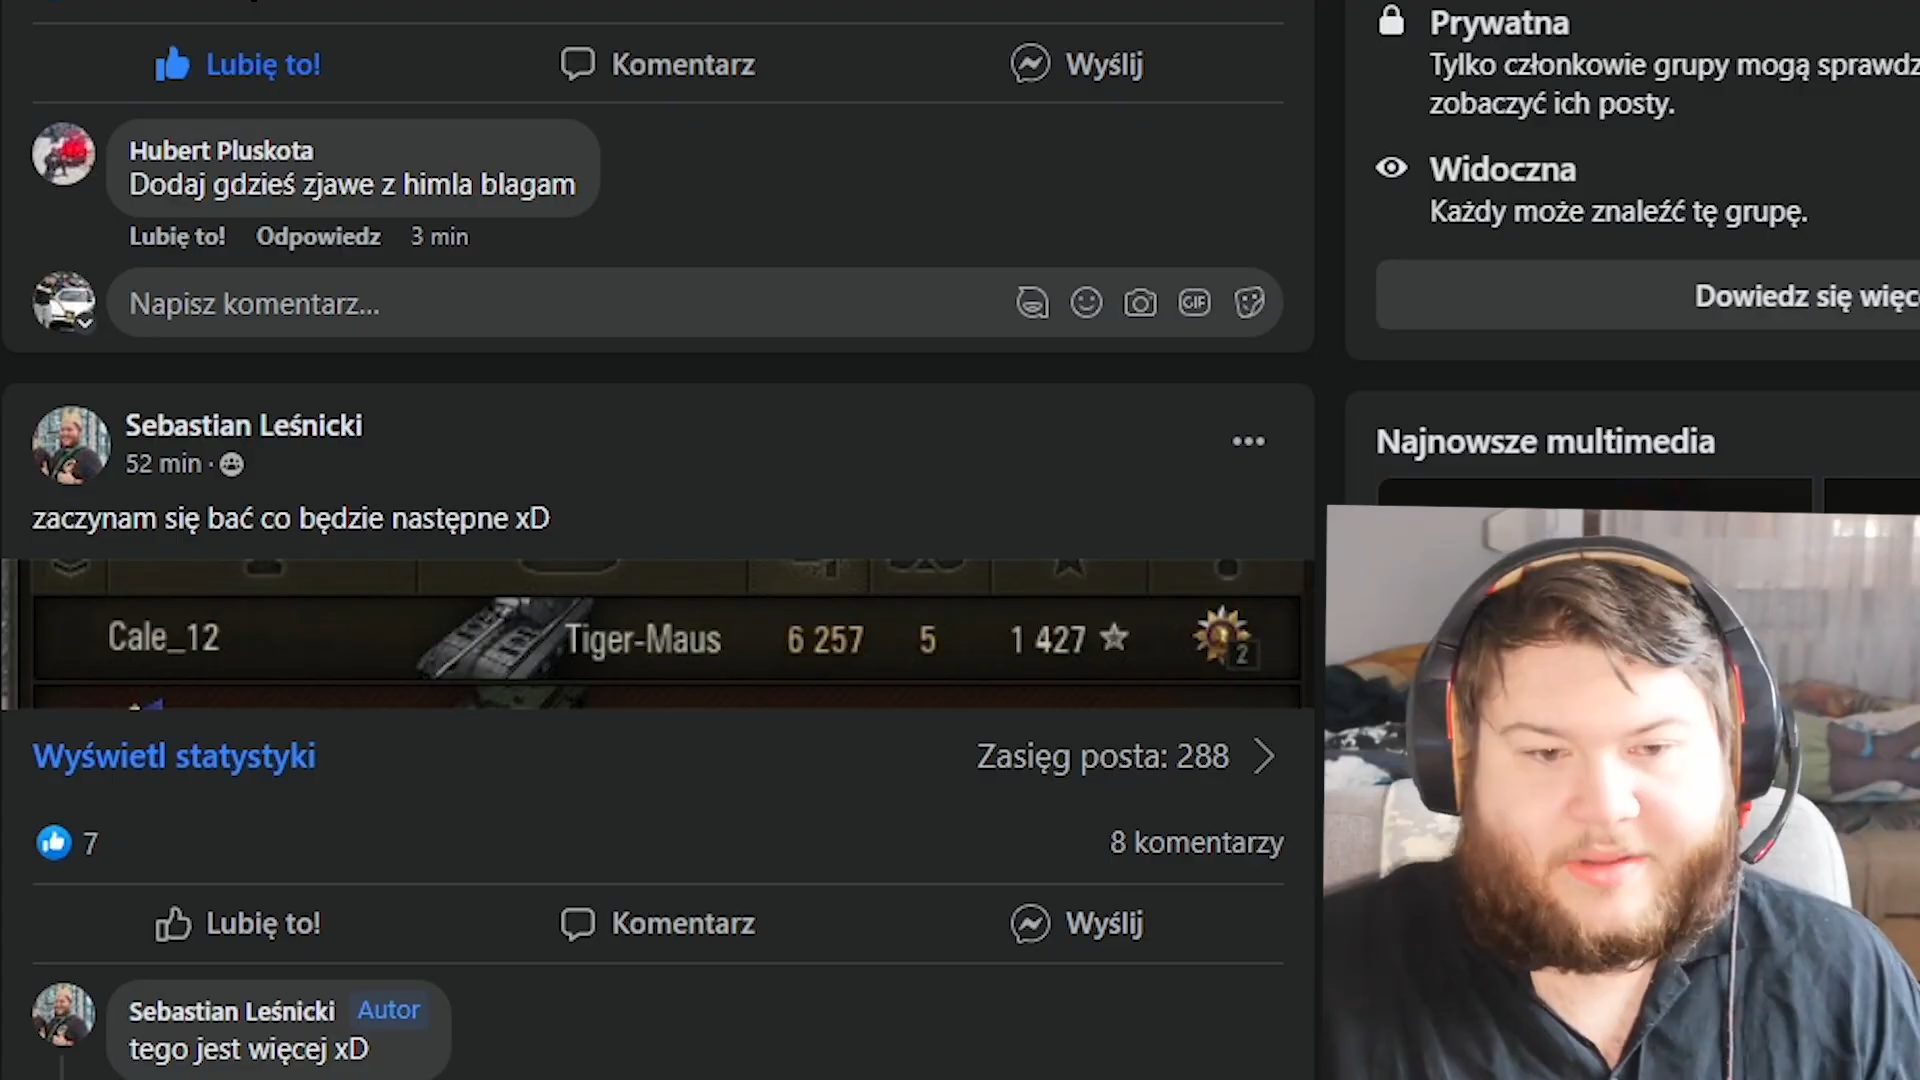 Lubię to!
Komentarz
Wyślij
Hubert Pluskota
Dodaj gdzieś zjawe z himla blagam
Lubię to! Odpowiedz 3 min
Napisz komentarz...
GIF
Sebastian Leśnicki
52 min ·
zaczynam się bać co będzie następne xD
Cale_12 Tiger-Maus 6 257 5 1 427 2
Wyświetl statystyki
Zasięg posta: 288
7
8 komentarzy
Lubię to!
Komentarz
Wyślij
Sebastian Leśnicki Autor
tego jest więcej xD
Prywatna
Tylko członkowie grupy mogą sprawdz
zobaczyć ich posty.
Widoczna
Każdy może znaleźć tę grupę.
Dowiedz się więc
Najnowsze multimedia